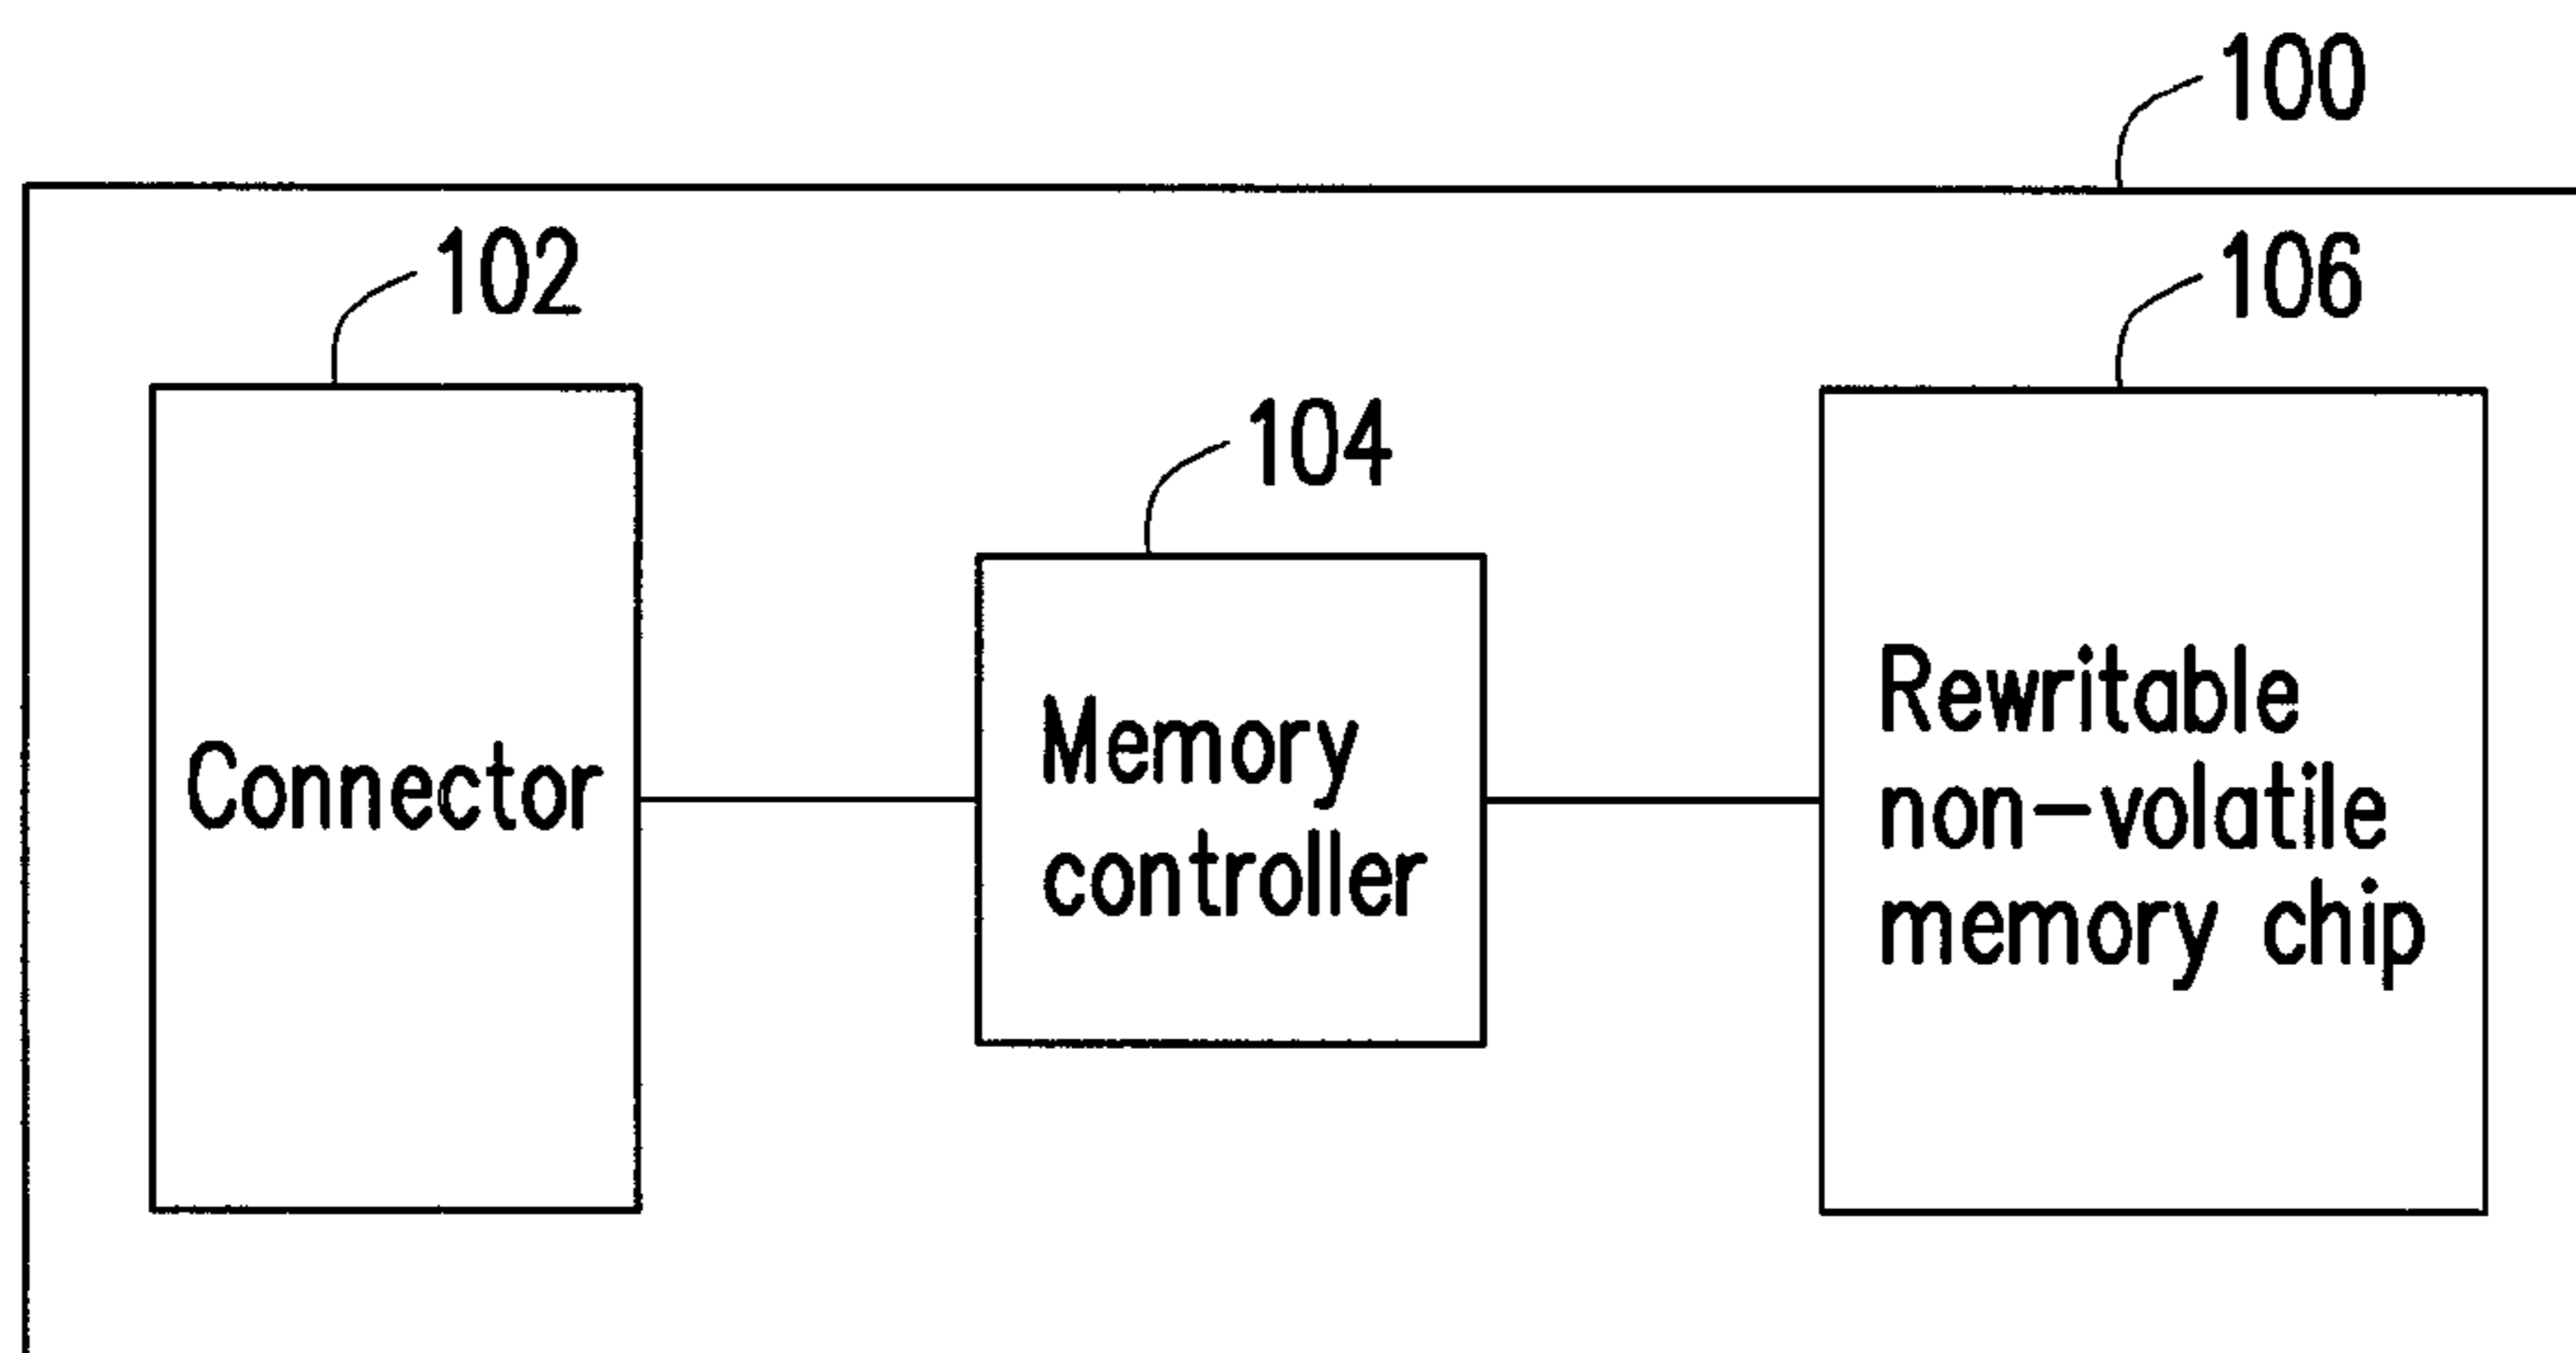 100
102
106
104
Connector
Memory
controller
Rewritable
non-volatile
memory chip